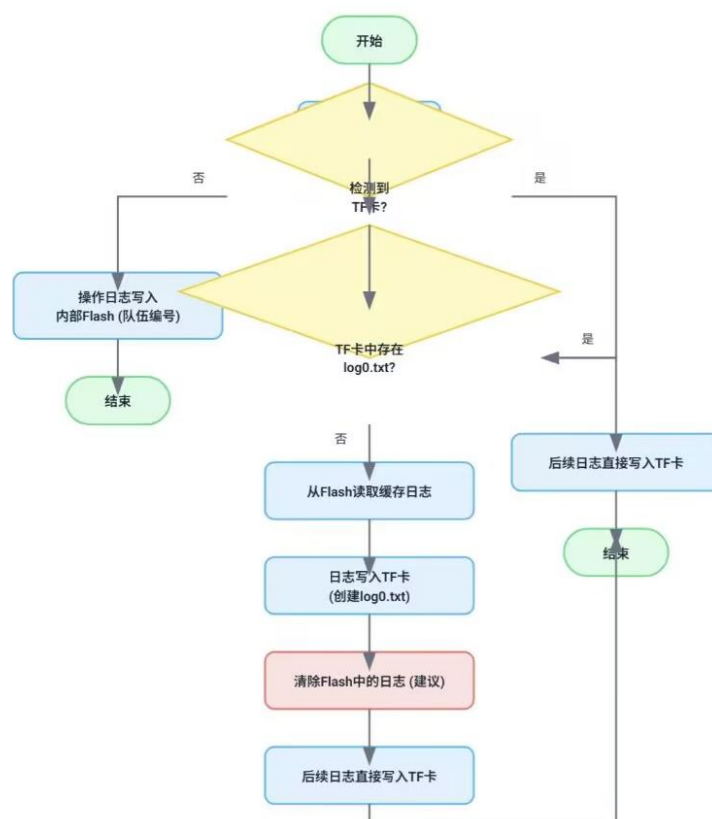 开始
否
是
检测到
TF卡?
操作日志写入
内部Flash (队伍编号)
是
TF卡中存在
log0.txt?
结束
否
后续日志直接写入TF卡
从Flash读取缓存日志
结束
日志写入TF卡
(创建log0.txt)
清除Flash中的日志 (建议)
后续日志直接写入TF卡